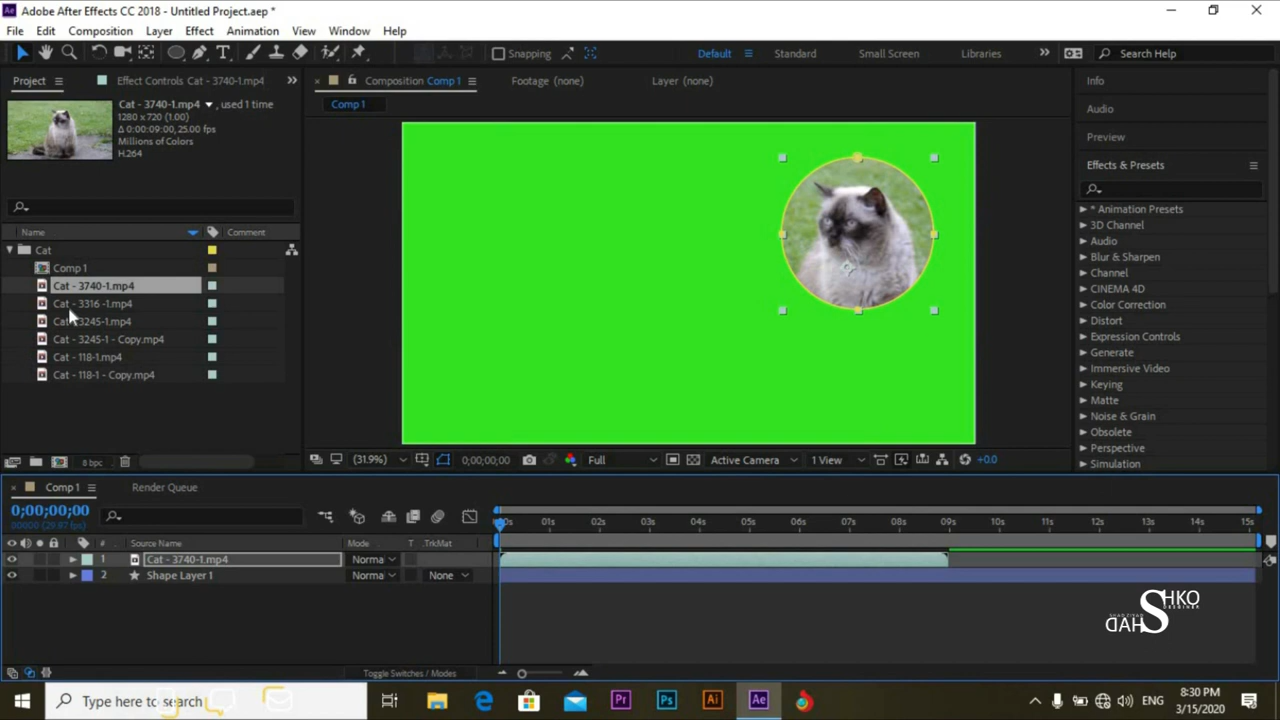 Adobe After Effects CC 2018 - Untitled Project.aep *
File Edit Composition Layer Effect Animation View Window Help
Snapping
Default Standard Small Screen Libraries Search Help
Project Effect Controls Cat - 3740-1.mp4
Composition Comp 1 Footage (none) Layer (none)
Comp 1
Cat - 3740-1.mp4 , used 1 time
1280 x 720 (1.00)
Δ 0:00:09:00, 25.00 fps
Millions of Colors
H.264
Name Comment
Cat
Comp 1
Cat - 3740-1.mp4
Cat - 3316 -1.mp4
Cat - 3245-1.mp4
Cat - 3245-1 - Copy.mp4
Cat - 118-1.mp4
Cat - 118-1 - Copy.mp4
8 bpc
(31.9%) 0;00;00;00 Full Active Camera 1 View +0.0
Info
Audio
Preview
Effects & Presets
* Animation Presets
3D Channel
Audio
Blur & Sharpen
Channel
CINEMA 4D
Color Correction
Distort
Expression Controls
Generate
Immersive Video
Keying
Matte
Noise & Grain
Obsolete
Perspective
Simulation
Comp 1 Render Queue
0;00;00;00
00000 (29.97 fps)
01s 02s 03s 04s 05s 06s 07s 08s 09s 10s 11s 12s 13s 14s 15s
# Source Name Mode T .TrkMat
1 Cat - 3740-1.mp4 Norma
2 Shape Layer 1 Norma None
Toggle Switches / Modes
SHKO
DESIGNER
Type here to search
Pr Ps Ai Ae
ENG
8:30 PM
3/15/2020